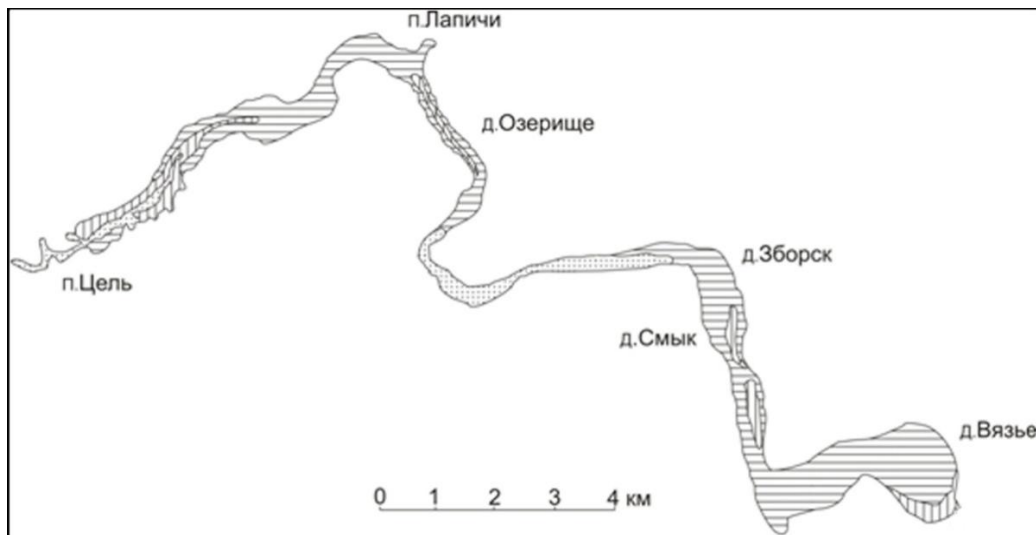 п.Лапичи
д.Озерище
д.Зборск
п.Цель
д.Смык
д.Вязье
0 1 2 3 4 км